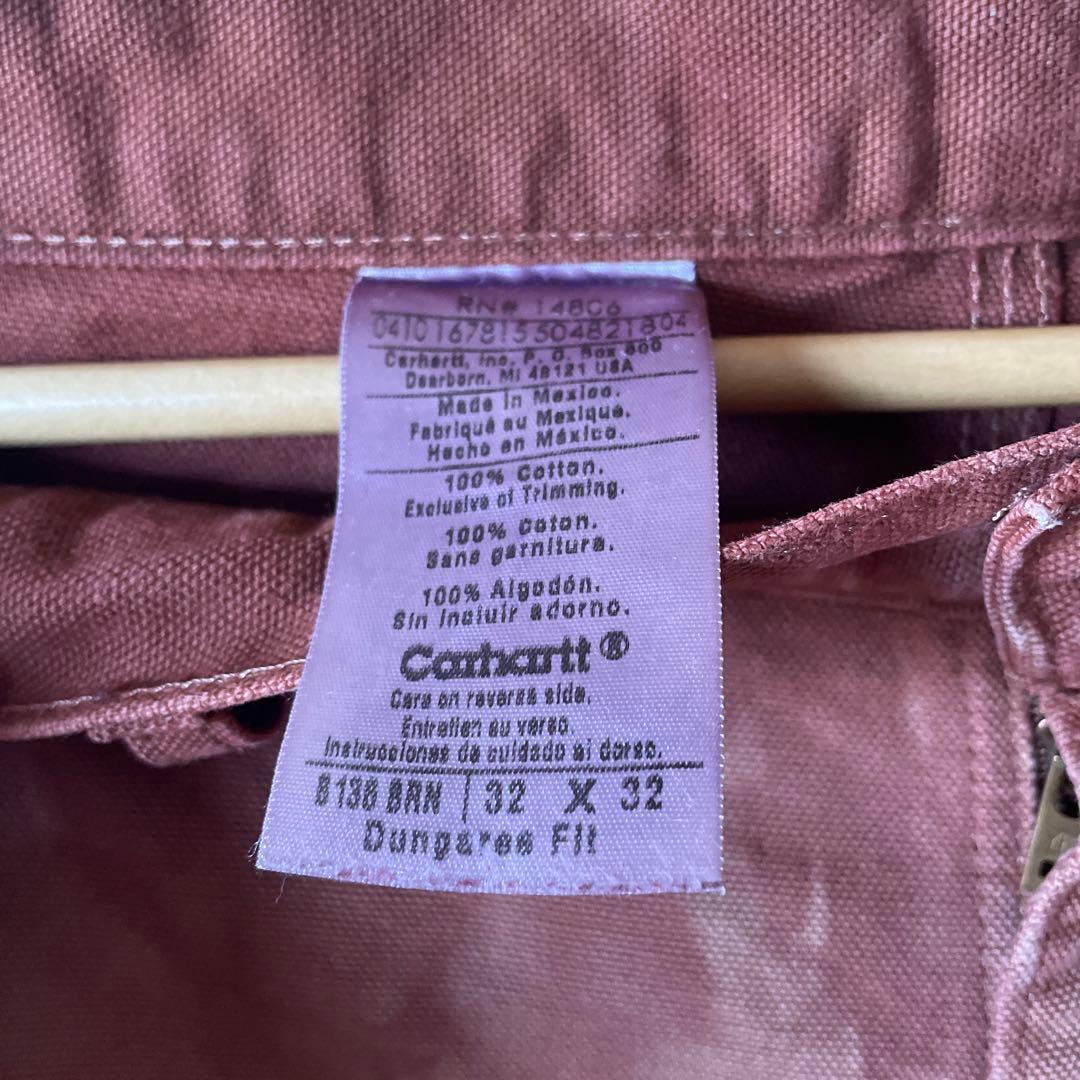 RN# 14806
0410167815504821804
Carhartt, Inc. P. O. Box 600
Dearborn, MI 48121 USA
Made in Mexico.
Fabriqué au Mexique.
Hecho en México.
100% Cotton.
Exclusive of Trimming.
100% Coton.
Sans garniture.
100% Algodón.
Sin incluir adorno.
Carhartt®
Care on reverse side.
Entretien au verso.
Instrucciones de cuidado al dorso.
B136 BRN 32 X 32
Dungaree Fit